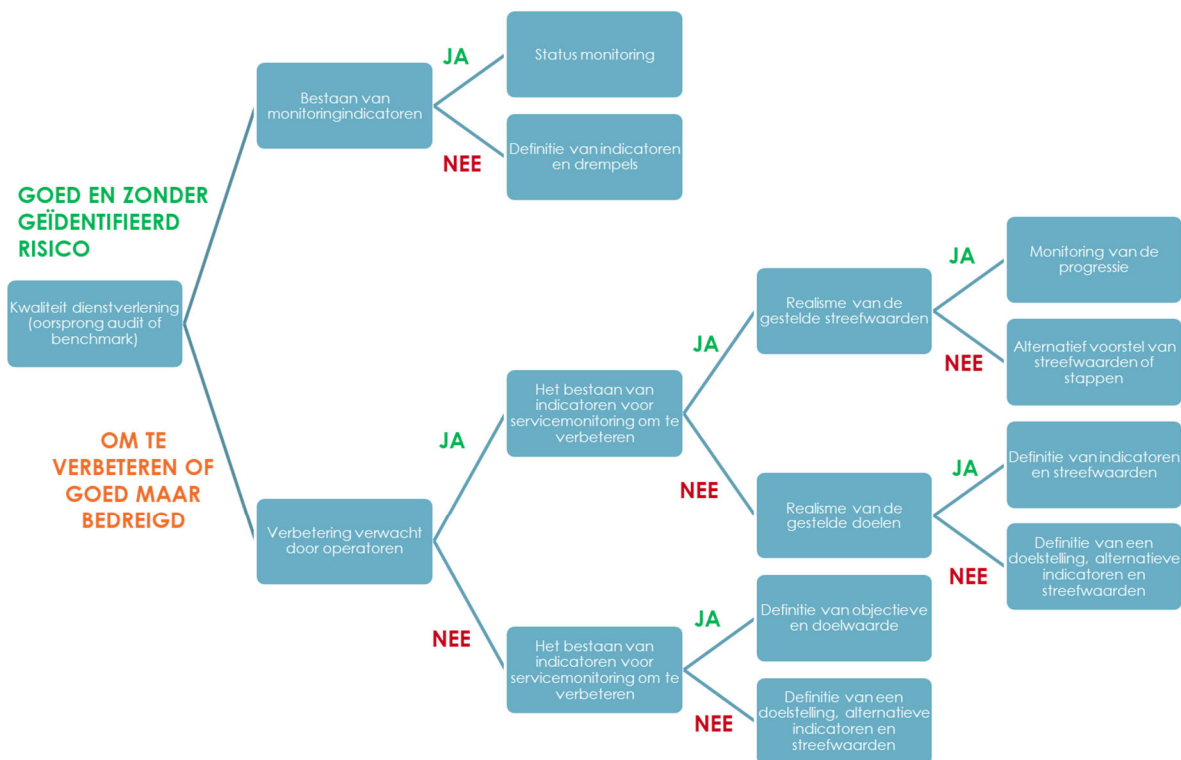 JA
Status monitoring
Bestaan van
monitoringindicatoren
NEE
Definitie van indicatoren
en drempels
GOED EN ZONDER
GEÏDENTIFIEERD
RISICO
Kwaliteit dienstverlening
(oorsprong audit of
benchmark)
OM TE
VERBETEREN OF
GOED MAAR
BEDREIGD
Verbetering verwacht
door operatoren
JA
Het bestaan van
indicatoren voor
servicemonitoring om te
verbeteren
JA
Realisme van de
gestelde streefwaarden
JA
Monitoring van de
progressie
NEE
Alternatief voorstel van
streefwaarden of
stappen
NEE
Realisme van de
gestelde doelen
JA
Definitie van indicatoren
en streefwaarden
NEE
Definitie van een
doelstelling, alternatieve
indicatoren en
streefwaarden
NEE
Het bestaan van
indicatoren voor
servicemonitoring om te
verbeteren
JA
Definitie van objectieve
en doelwaarde
NEE
Definitie van een
doelstelling, alternatieve
indicatoren en
streefwaarden